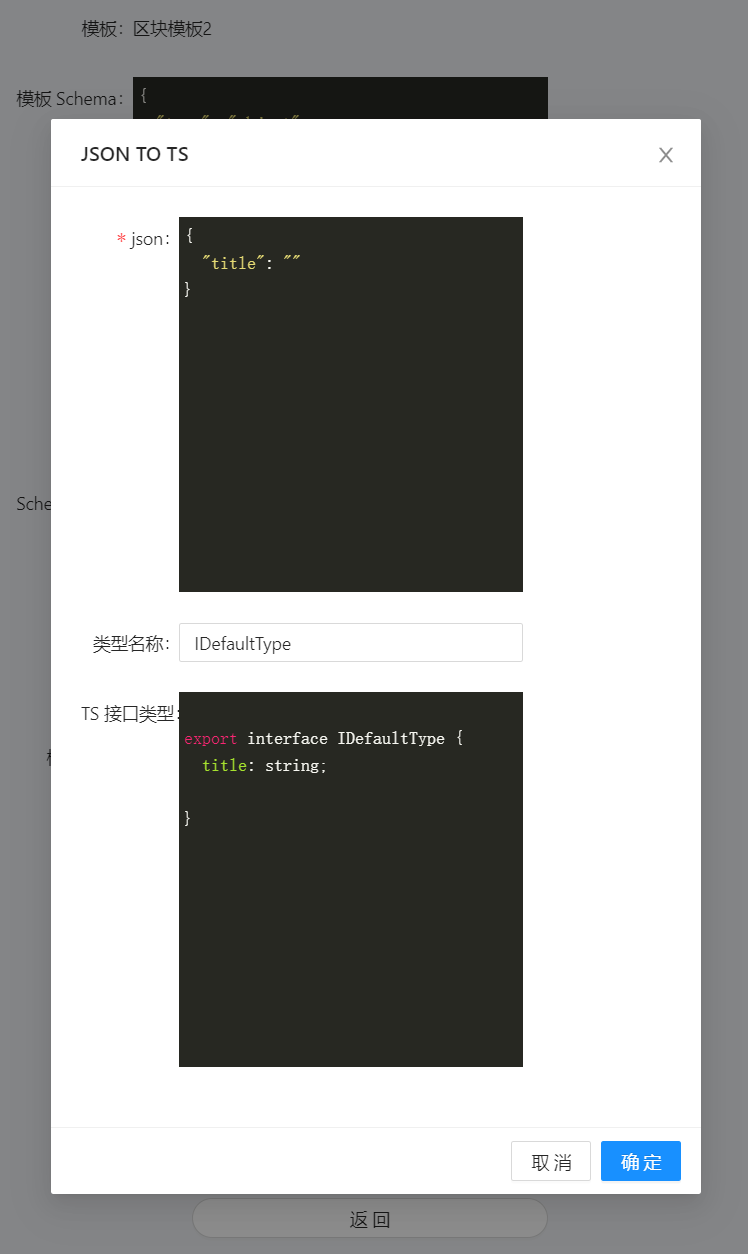 模板：区块模板2
模板 Schema：
{
JSON TO TS
* json：
{
"title": ""
}
Sche
类型名称：
IDefaultType
TS 接口类型：
export interface IDefaultType {
title: string;
}
取 消
确 定
返 回